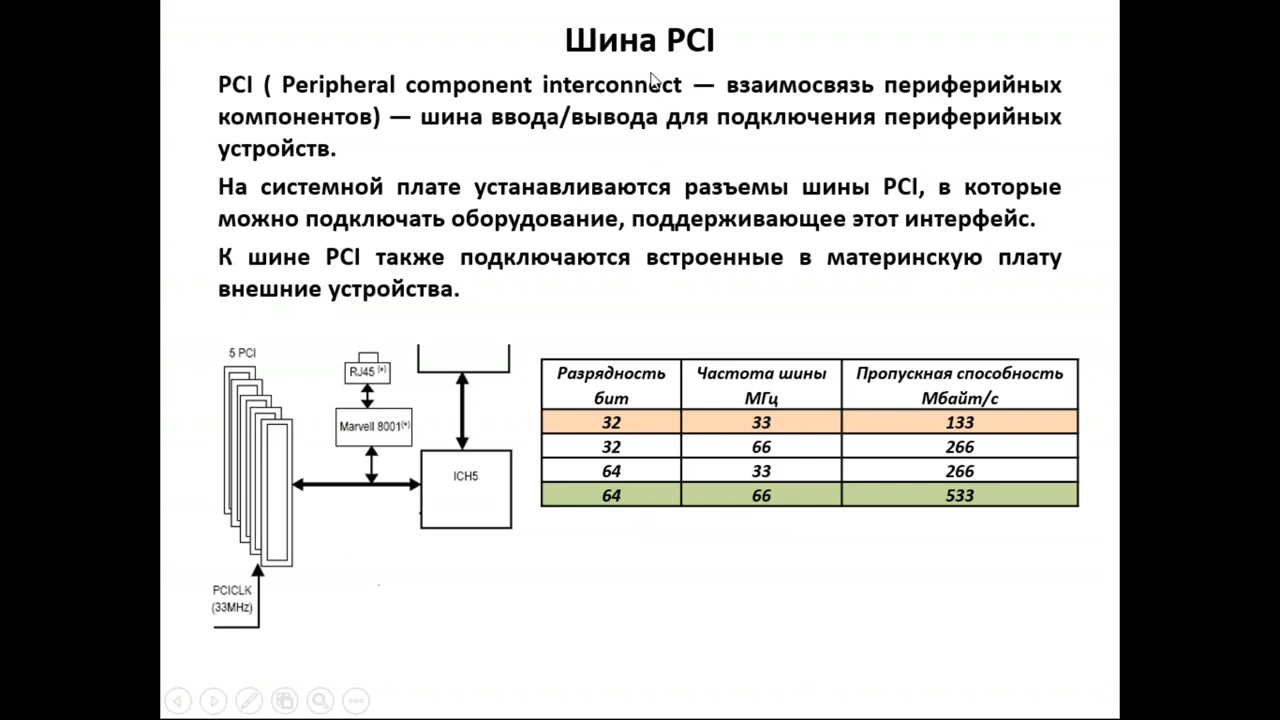 Шина PCI
PCI ( Peripheral component interconnect — взаимосвязь периферийных
компонентов) — шина ввода/вывода для подключения периферийных
устройств.
На системной плате устанавливаются разъемы шины PCI, в которые
можно подключать оборудование, поддерживающее этот интерфейс.
К шине PCI также подключаются встроенные в материнскую плату
внешние устройства.
5 PCI
RJ45 (*)
Marvell 8001(*)
ICH5
PCICLK
(33MHz)
Разрядность Частота шины Пропускная способность
бит МГц Мбайт/с
32 33 133
32 66 266
64 33 266
64 66 533